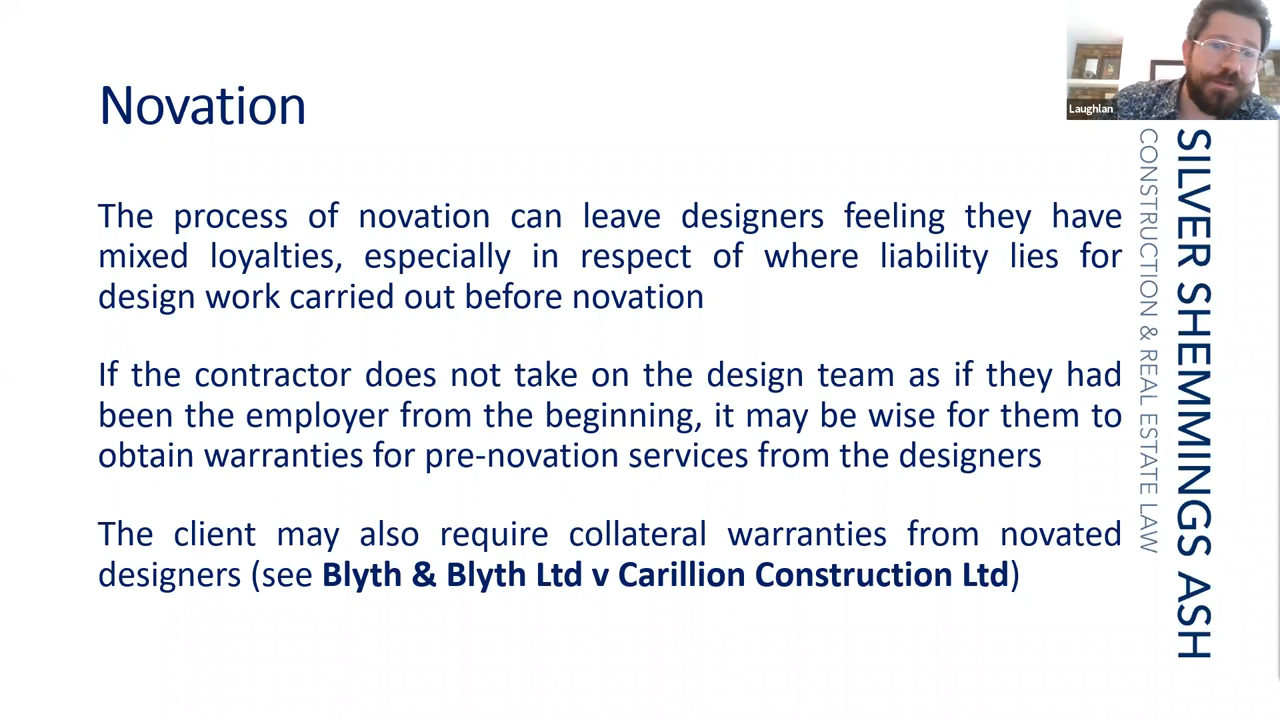 Novation
The process of novation can leave designers feeling they have
mixed loyalties, especially in respect of where liability lies for
design work carried out before novation
If the contractor does not take on the design team as if they had
been the employer from the beginning, it may be wise for them to
obtain warranties for pre-novation services from the designers
The client may also require collateral warranties from novated
designers (see Blyth & Blyth Ltd v Carillion Construction Ltd)
Laughlan
SILVER SHEMMINGS ASH
CONSTRUCTION & REAL ESTATE LAW